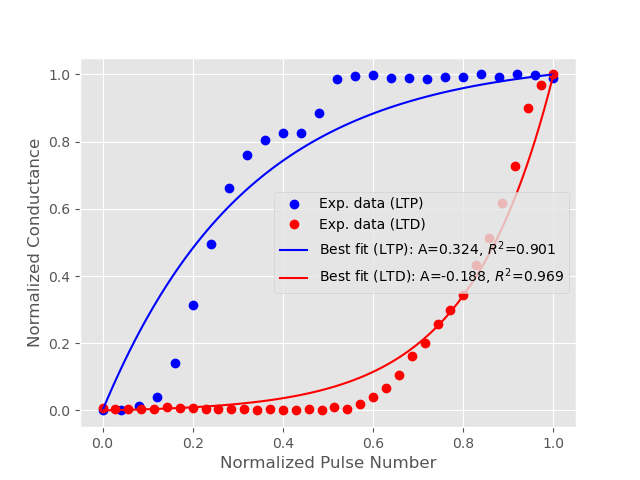 1.0
0.8
0.6
0.4
0.2
0.0
Normalized Conductance
Exp. data (LTP)
Exp. data (LTD)
Best fit (LTP): A=0.324, R²=0.901
Best fit (LTD): A=-0.188, R²=0.969
0.0 0.2 0.4 0.6 0.8 1.0
Normalized Pulse Number